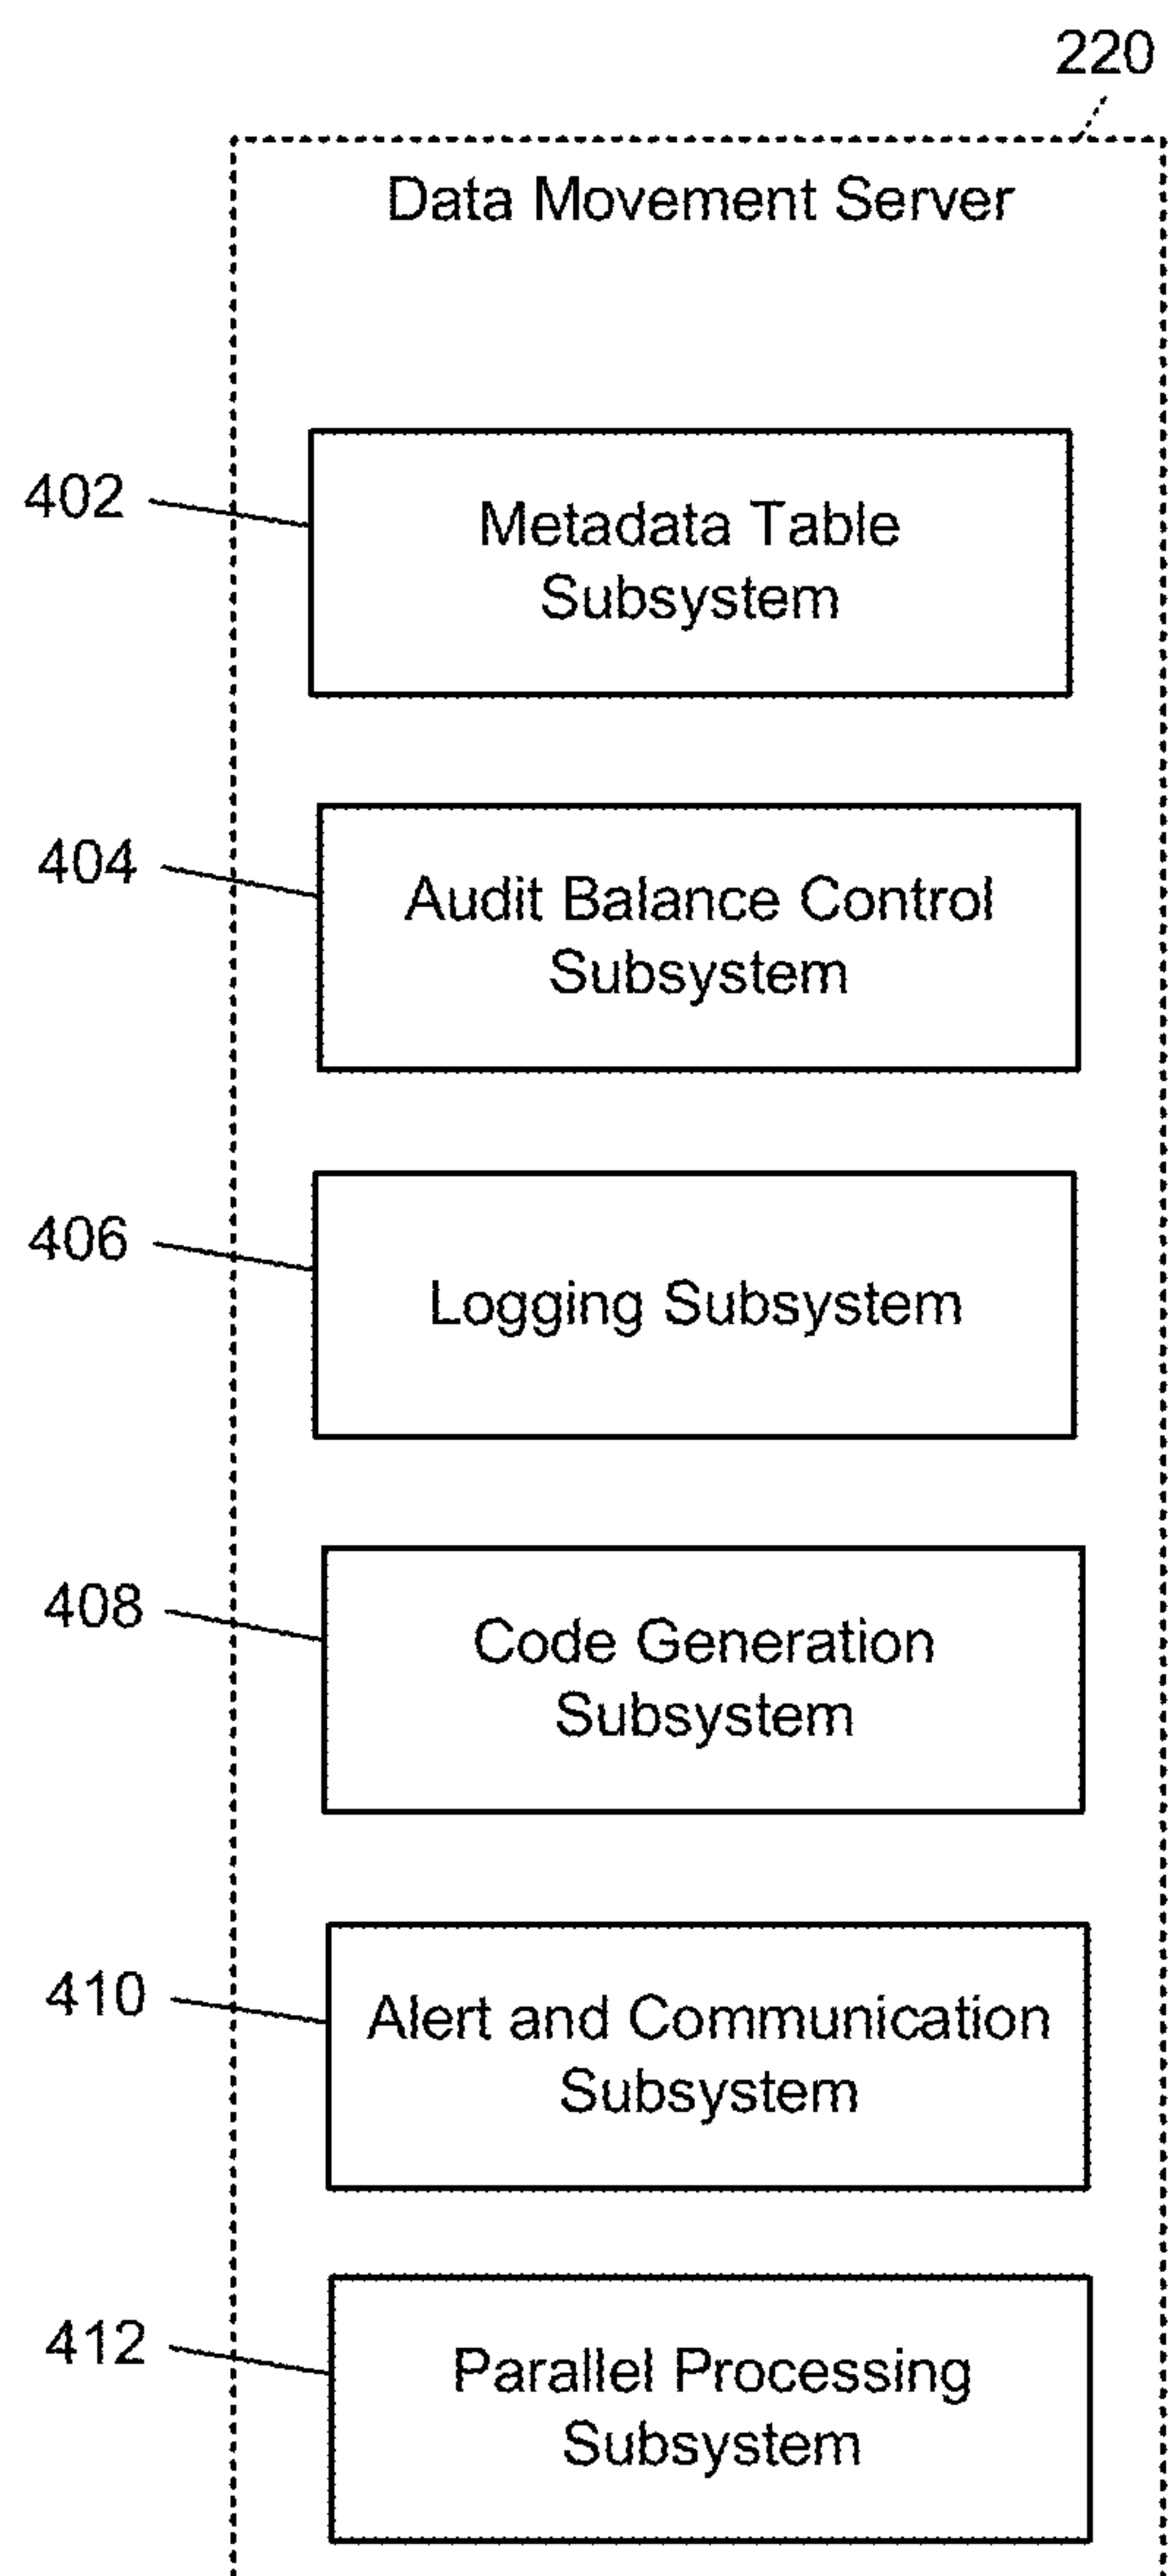 220
Data Movement Server
402
Metadata Table
Subsystem
404
Audit Balance Control
Subsystem
406
Logging Subsystem
408
Code Generation
Subsystem
410
Alert and Communication
Subsystem
412
Parallel Processing
Subsystem